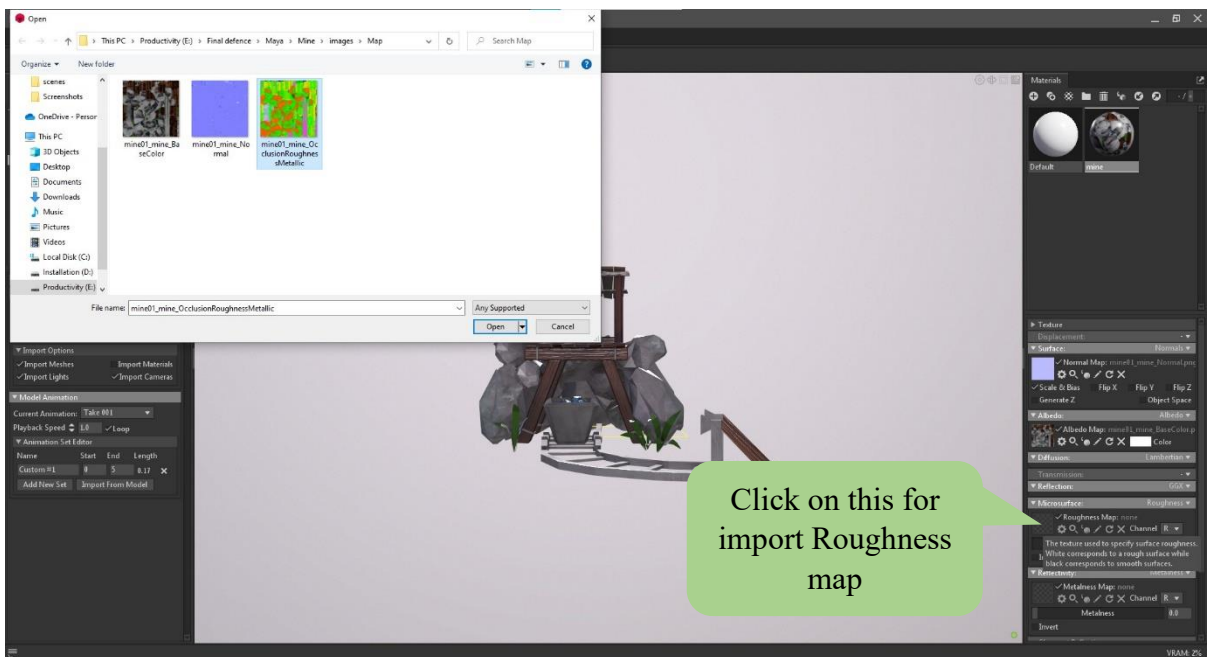 Open
This PC > Productivity (E:) > Final defence > Maya > Mine > images > Map
Search Map
Organize
New folder
scenes
Screenshots
OneDrive - Person
This PC
3D Objects
Desktop
Documents
Downloads
Music
Pictures
Videos
Local Disk (C:)
Installation (D:)
Productivity (E:)
mine01_mine_Ba
seColor
mine01_mine_No
rmal
mine01_mine_Oc
clusionRoughnes
sMetallic
File name: mine01_mine_OcclusionRoughnessMetallic
Any Supported
Open
Cancel
Import Options
Import Meshes Import Materials
Import Lights Import Cameras
Model Animation
Current Animation: Take 001
Playback Speed 1.0 Loop
Animation Set Editor
Name Start End Length
Custom #1 0 5 0.17
Add New Set Import From Model
Click on this for
import Roughness
map
Materials
Default mine
Texture
Displacement:
Surface: Normals
Normal Map: mine01_mine_Normal.png
Scale & Bias Flip X Flip Y Flip Z
Generate Z Object Space
Albedo: Albedo
Albedo Map: mine01_mine_BaseColor.p
Color
Diffusion: Lambertian
Transmission:
Reflection: GGX
Microsurface: Roughness
Roughness Map: none
Channel R
The texture used to specify surface roughness.
White corresponds to a rough surface while
black corresponds to smooth surfaces.
Reflectivity: Metalness
Metalness Map: none
Channel R
Metalness 0.0
Invert
VRAM: 2%